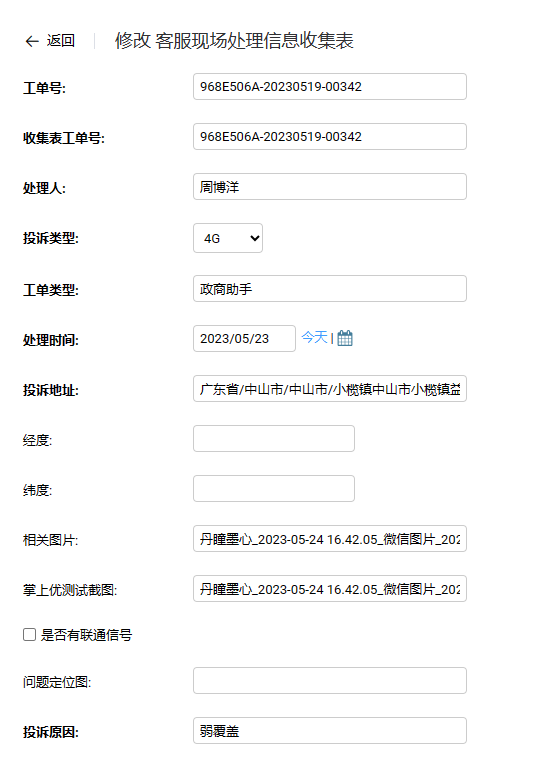 返回 修改 客服现场处理信息收集表
工单号: 968E506A-20230519-00342
收集表工单号: 968E506A-20230519-00342
处理人: 周博洋
投诉类型: 4G
工单类型: 政商助手
处理时间: 2023/05/23 今天 |
投诉地址: 广东省/中山市/中山市/小榄镇中山市小榄镇益
经度:
纬度:
相关图片: 丹瞳墨心_2023-05-24 16.42.05_微信图片_202
掌上优测试截图: 丹瞳墨心_2023-05-24 16.42.05_微信图片_202
是否有联通信号
问题定位图:
投诉原因: 弱覆盖